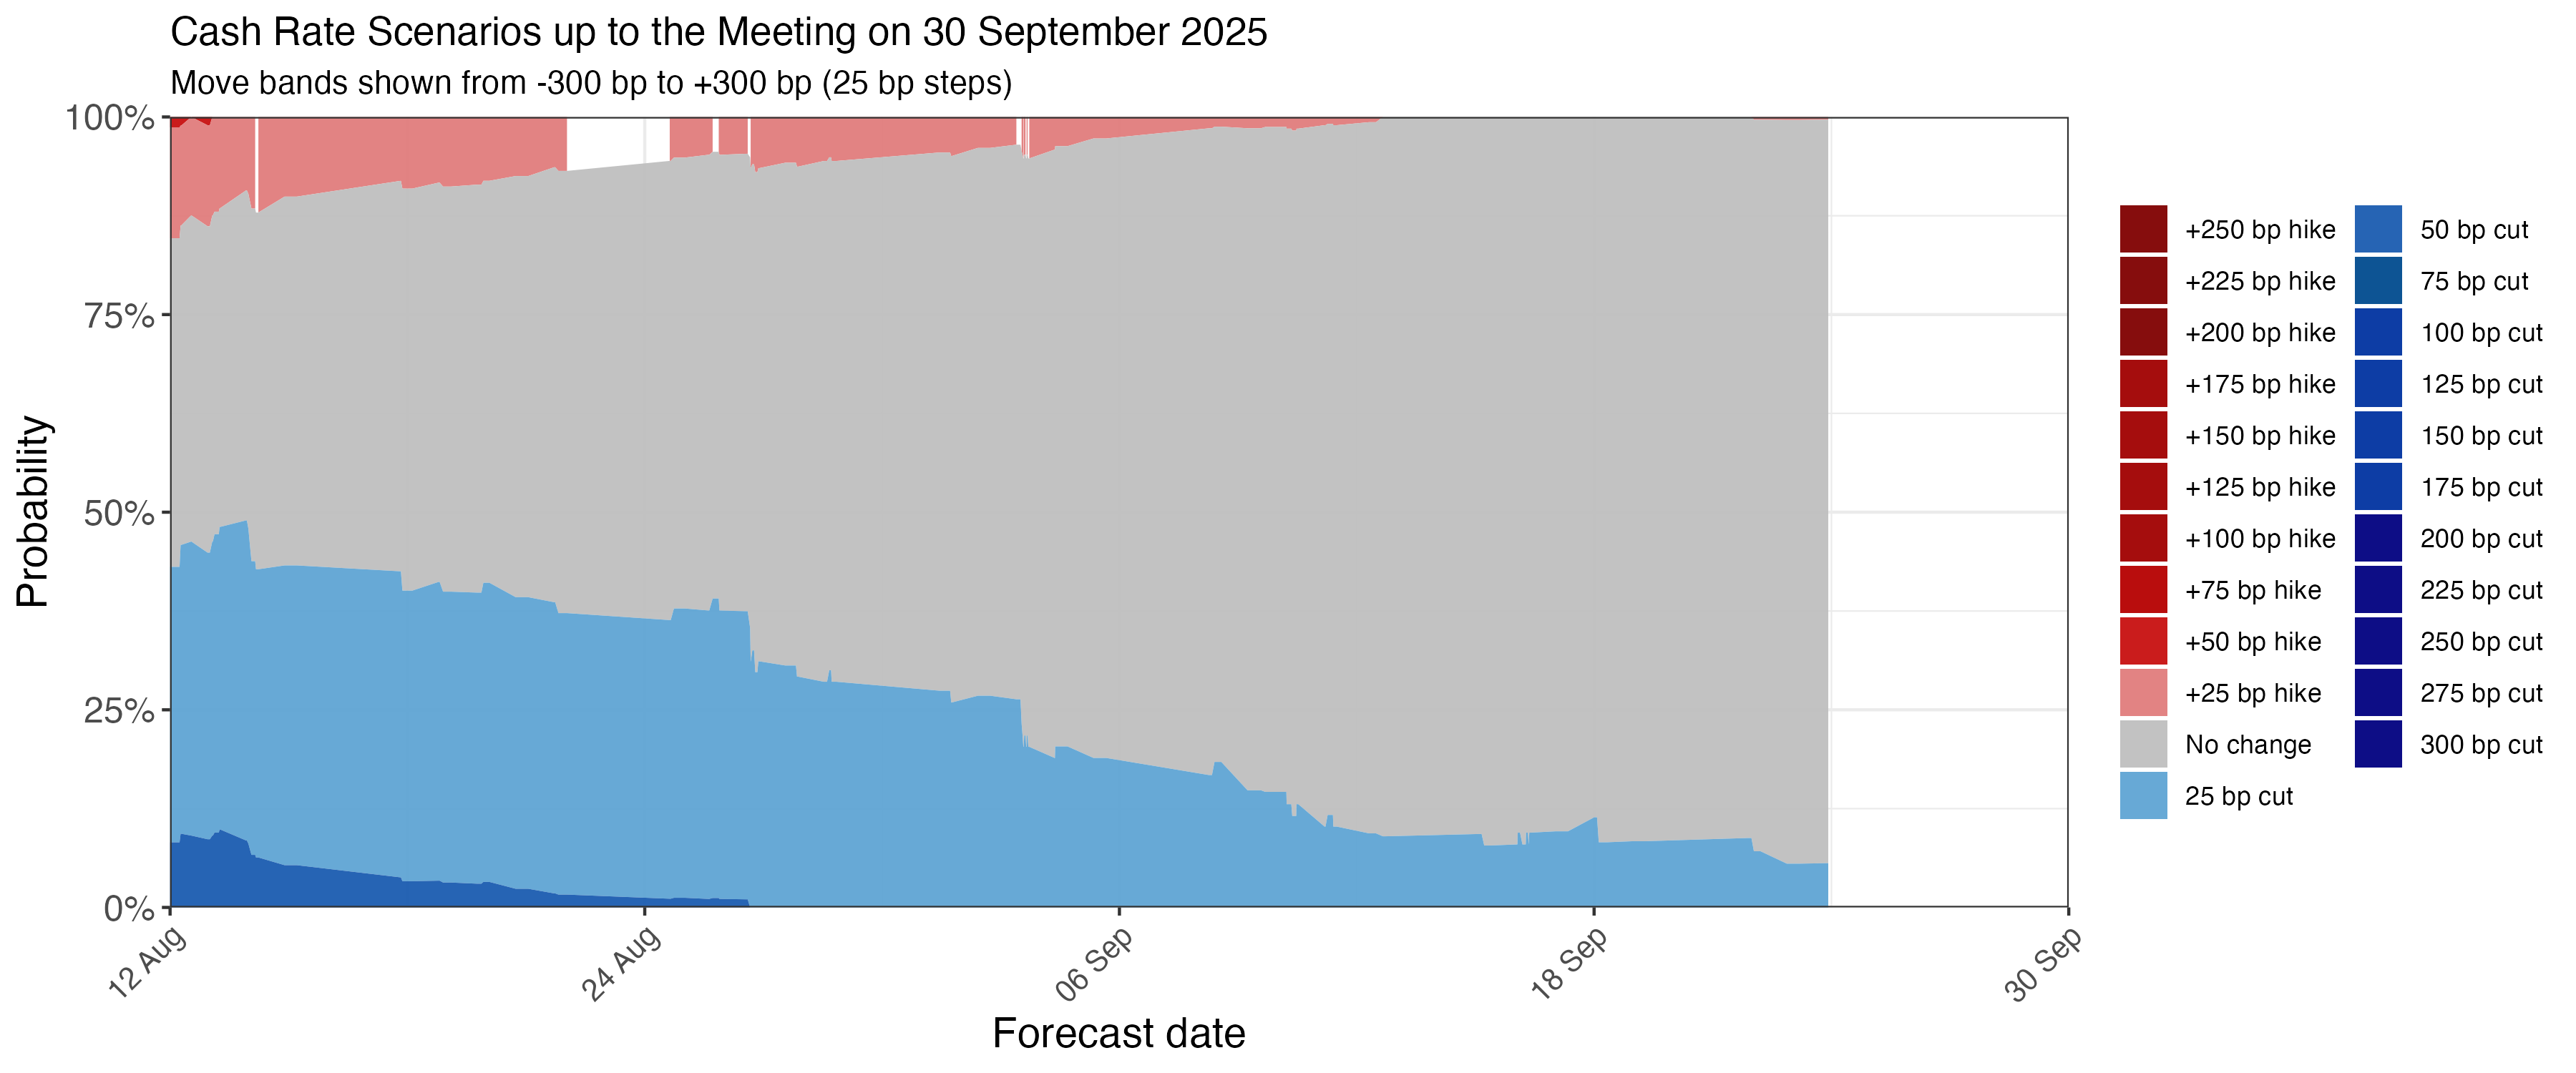 Cash Rate Scenarios up to the Meeting on 30 September 2025
Move bands shown from -300 bp to +300 bp (25 bp steps)
Probability
100%
75%
50%
25%
0%
12 Aug
24 Aug
06 Sep
18 Sep
30 Sep
Forecast date
+250 bp hike
+225 bp hike
+200 bp hike
+175 bp hike
+150 bp hike
+125 bp hike
+100 bp hike
+75 bp hike
+50 bp hike
+25 bp hike
No change
25 bp cut
50 bp cut
75 bp cut
100 bp cut
125 bp cut
150 bp cut
175 bp cut
200 bp cut
225 bp cut
250 bp cut
275 bp cut
300 bp cut